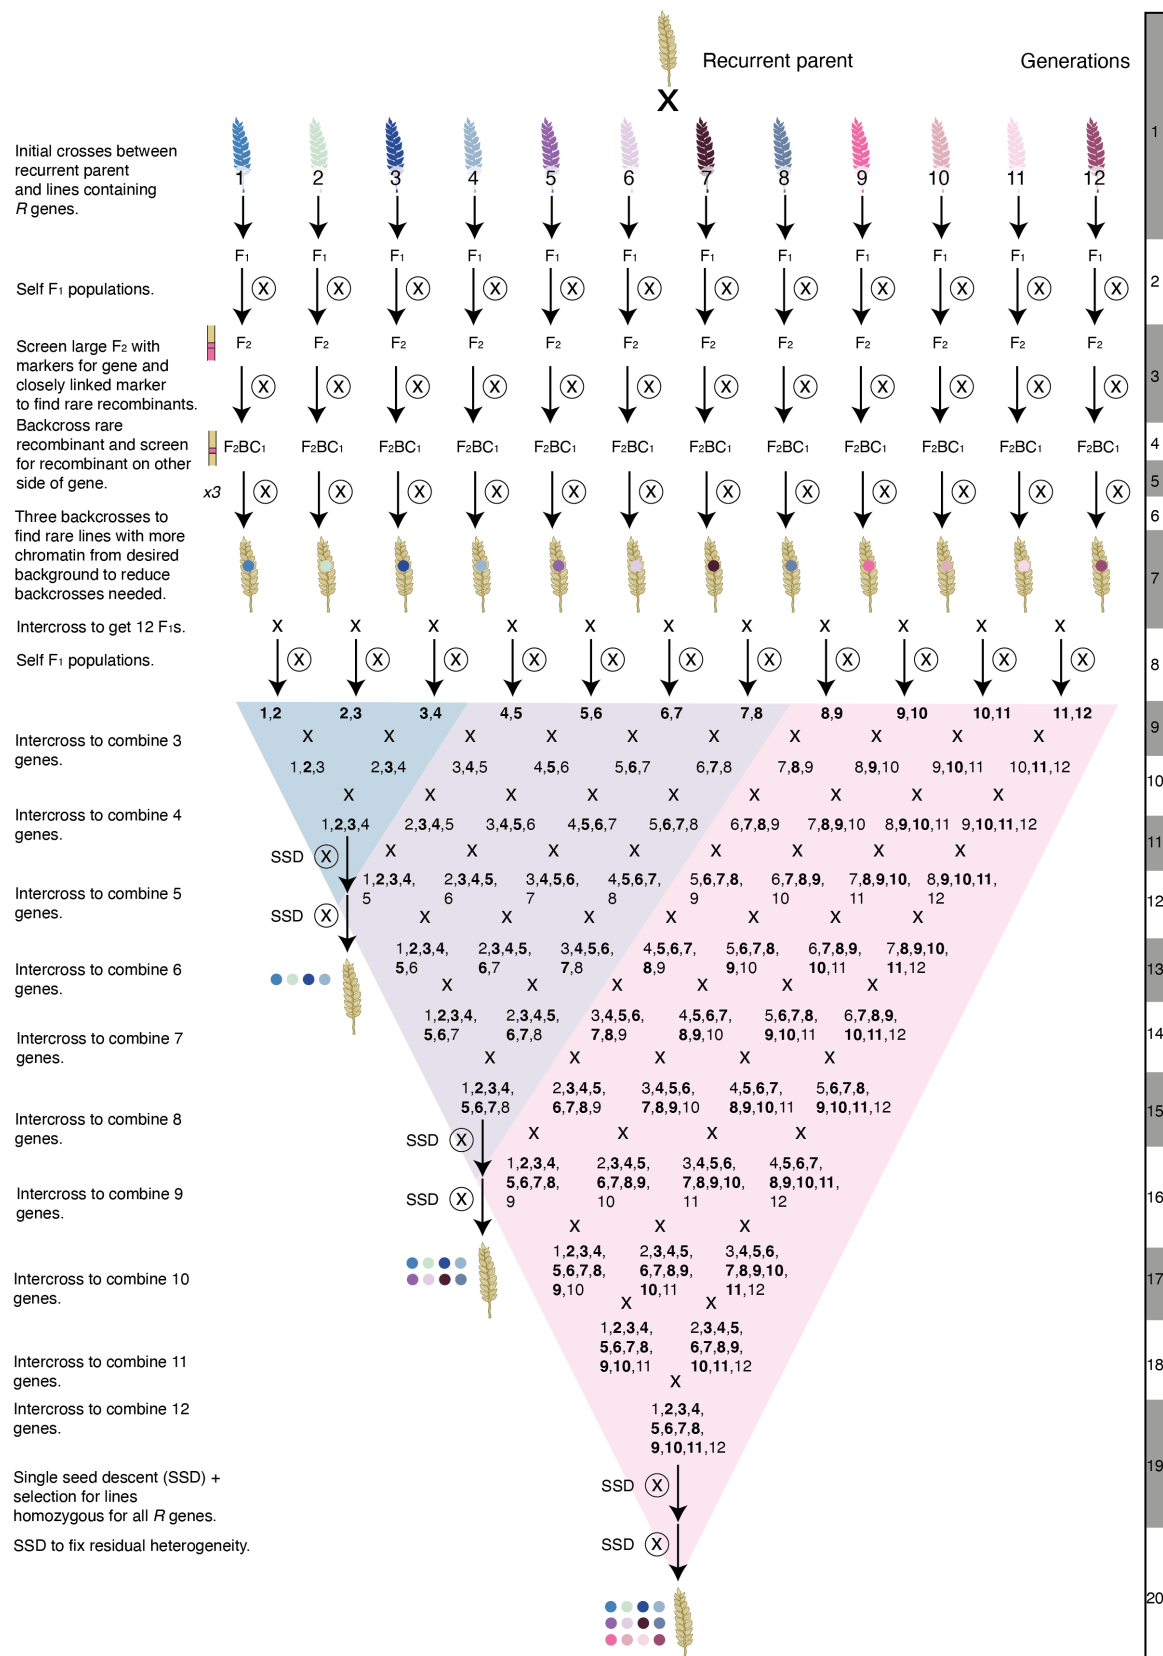 Recurrent parent
Generations
X
Initial crosses between
recurrent parent
and lines containing
R genes.
1 2 3 4 5 6 7 8 9 10 11 12
1
F1 F1 F1 F1 F1 F1 F1 F1 F1 F1 F1 F1
Self F1 populations.
X X X X X X X X X X X X
2
Screen large F2 with
markers for gene and
closely linked marker
to find rare recombinants.
F2 F2 F2 F2 F2 F2 F2 F2 F2 F2 F2 F2
X X X X X X X X X X X X
3
Backcross rare
recombinant and screen
for recombinant on other
side of gene.
F2BC1 F2BC1 F2BC1 F2BC1 F2BC1 F2BC1 F2BC1 F2BC1 F2BC1 F2BC1 F2BC1 F2BC1
4
x3
X X X X X X X X X X X X
5
6
Three backcrosses to
find rare lines with more
chromatin from desired
background to reduce
backcrosses needed.
7
Intercross to get 12 F1s.
X X X X X X X X X X X
Self F1 populations.
X X X X X X X X X X X
8
1,2 2,3 3,4 4,5 5,6 6,7 7,8 8,9 9,10 10,11 11,12
9
Intercross to combine 3
genes.
X X X X X X X X X X
1,2,3 2,3,4 3,4,5 4,5,6 5,6,7 6,7,8 7,8,9 8,9,10 9,10,11 10,11,12
10
X X X X X X X X X
Intercross to combine 4
genes.
1,2,3,4 2,3,4,5 3,4,5,6 4,5,6,7 5,6,7,8 6,7,8,9 7,8,9,10 8,9,10,11 9,10,11,12
11
SSD X
X X X X X X X X
Intercross to combine 5
genes.
1,2,3,4, 2,3,4,5, 3,4,5,6, 4,5,6,7, 5,6,7,8, 6,7,8,9, 7,8,9,10, 8,9,10,11,
5 6 7 8 9 10 11 12
12
SSD X
X X X X X X X
Intercross to combine 6
genes.
1,2,3,4, 2,3,4,5, 3,4,5,6, 4,5,6,7, 5,6,7,8, 6,7,8,9, 7,8,9,10,
5,6 6,7 7,8 8,9 9,10 10,11 11,12
13
X X X X X X
Intercross to combine 7
genes.
1,2,3,4, 2,3,4,5, 3,4,5,6, 4,5,6,7, 5,6,7,8, 6,7,8,9,
5,6,7 6,7,8 7,8,9 8,9,10 9,10,11 10,11,12
14
X X X X X
Intercross to combine 8
genes.
1,2,3,4, 2,3,4,5, 3,4,5,6, 4,5,6,7, 5,6,7,8,
5,6,7,8 6,7,8,9 7,8,9,10 8,9,10,11 9,10,11,12
15
SSD X
X X X X
Intercross to combine 9
genes.
1,2,3,4, 2,3,4,5, 3,4,5,6, 4,5,6,7,
5,6,7,8, 6,7,8,9, 7,8,9,10, 8,9,10,11,
9 10 11 12
16
SSD X
X X X
Intercross to combine 10
genes.
1,2,3,4, 2,3,4,5, 3,4,5,6,
5,6,7,8, 6,7,8,9, 7,8,9,10,
9,10 10,11 11,12
17
X X
Intercross to combine 11
genes.
1,2,3,4, 2,3,4,5,
5,6,7,8, 6,7,8,9,
9,10,11 10,11,12
18
X
Intercross to combine 12
genes.
1,2,3,4,
5,6,7,8,
9,10,11,12
19
Single seed descent (SSD) +
selection for lines
homozygous for all R genes.
SSD X
SSD to fix residual heterogeneity.
SSD X
20